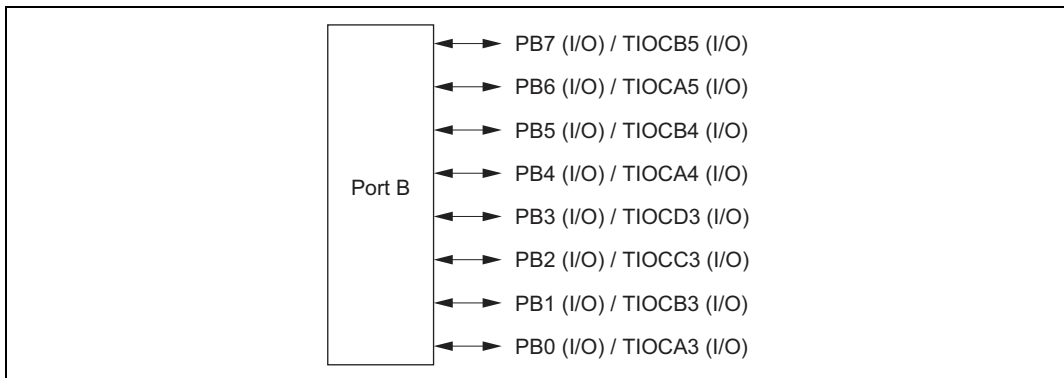 PB7 (I/O) / TIOCB5 (I/O)
PB6 (I/O) / TIOCA5 (I/O)
PB5 (I/O) / TIOCB4 (I/O)
PB4 (I/O) / TIOCA4 (I/O)
Port B
PB3 (I/O) / TIOCD3 (I/O)
PB2 (I/O) / TIOCC3 (I/O)
PB1 (I/O) / TIOCB3 (I/O)
PB0 (I/O) / TIOCA3 (I/O)